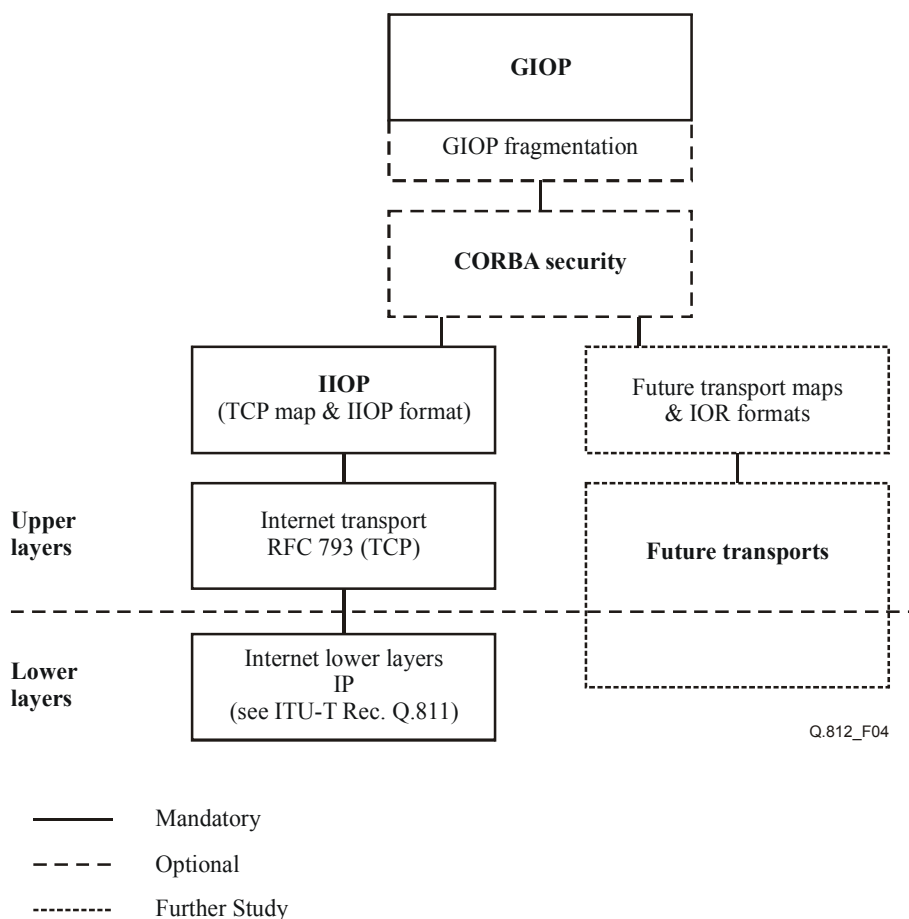 GIOP
GIOP fragmentation
CORBA security
IIOP
(TCP map & IIOP format)
Future transport maps
& IOR formats
Upper
layers
Internet transport
RFC 793 (TCP)
Future transports
Lower
layers
Internet lower layers
IP
(see ITU-T Rec. Q.811)
Q.812_F04
Mandatory
Optional
Further Study